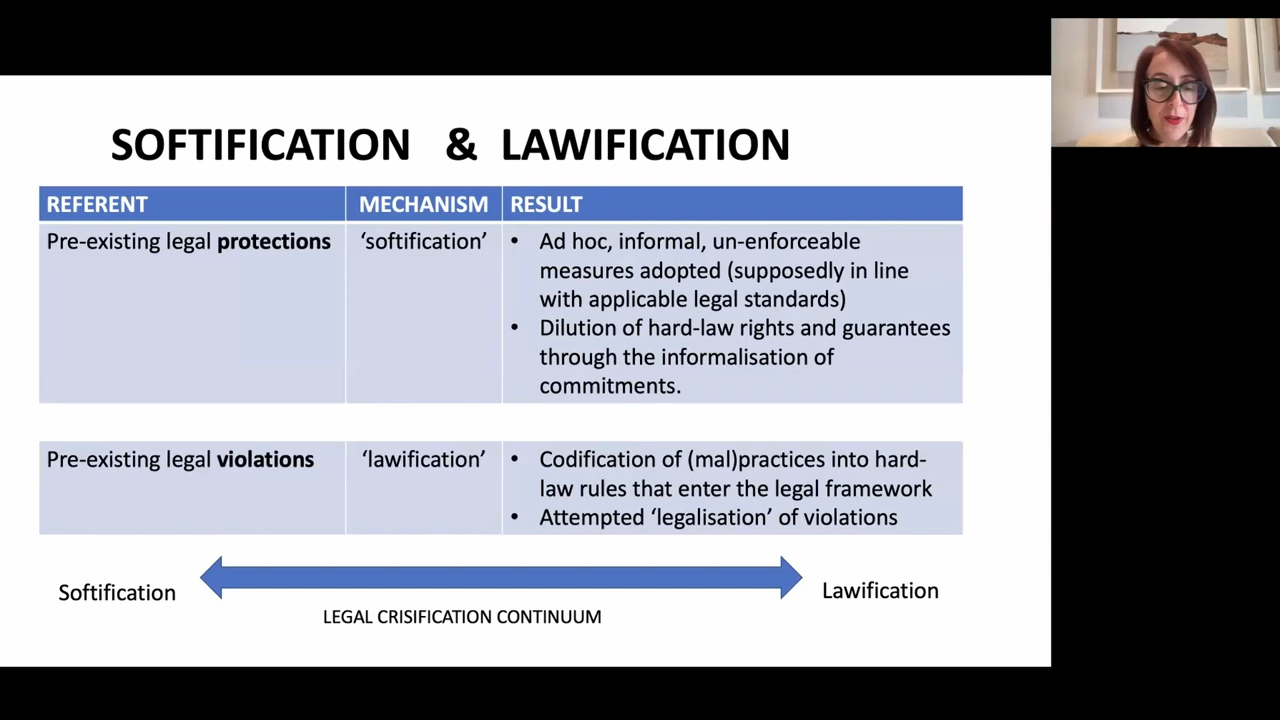 SOFTIFICATION & LAWIFICATION
REFERENT MECHANISM RESULT
Pre-existing legal protections 'softification' • Ad hoc, informal, un-enforceable
measures adopted (supposedly in line
with applicable legal standards)
• Dilution of hard-law rights and guarantees
through the informalisation of
commitments.
Pre-existing legal violations 'lawification' • Codification of (mal)practices into hard-
law rules that enter the legal framework
• Attempted 'legalisation' of violations
Softification
Lawification
LEGAL CRISIFICATION CONTINUUM